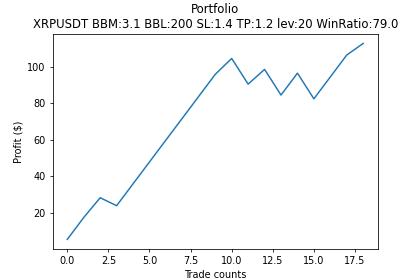 Portfolio
XRPUSDT BBM:3.1 BBL:200 SL:1.4 TP:1.2 lev:20 WinRatio:79.0
100
80
60
40
20
Profit ($)
0.0 2.5 5.0 7.5 10.0 12.5 15.0 17.5
Trade counts